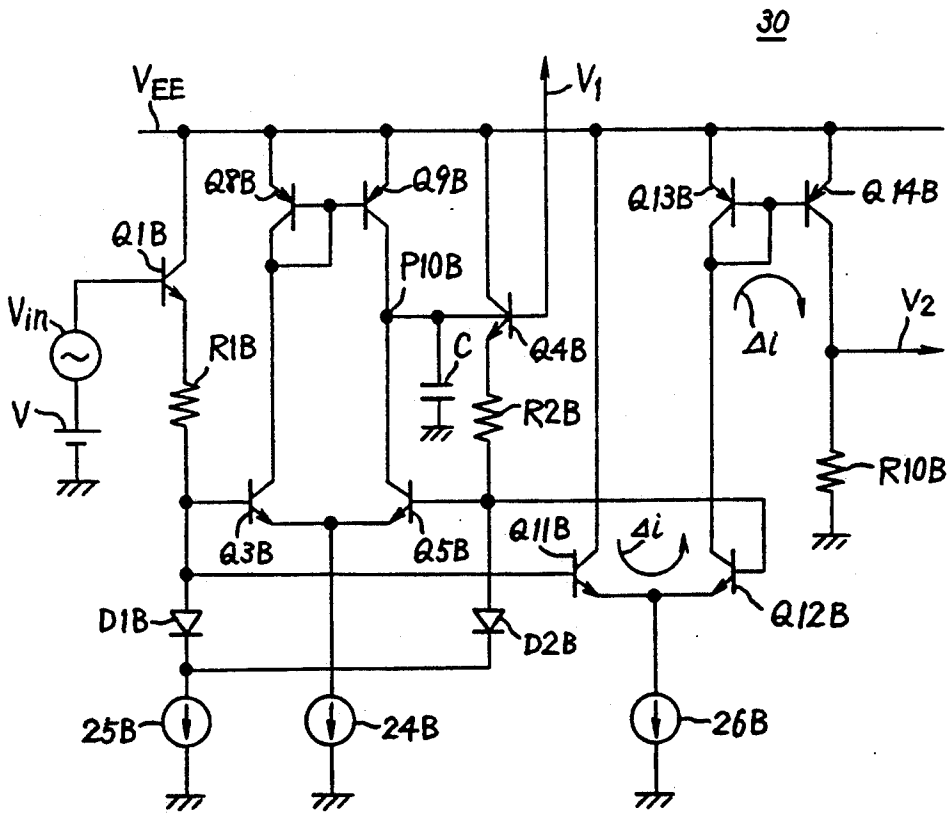 30
VEE
V1
Q8B
Q9B
Q13B
Q14B
Q1B
P10B
Vin
R1B
C
Q4B
Δi
V2
V
R2B
R10B
Q3B
Q5B
Q11B
Δi
D1B
D2B
Q12B
25B
24B
26B